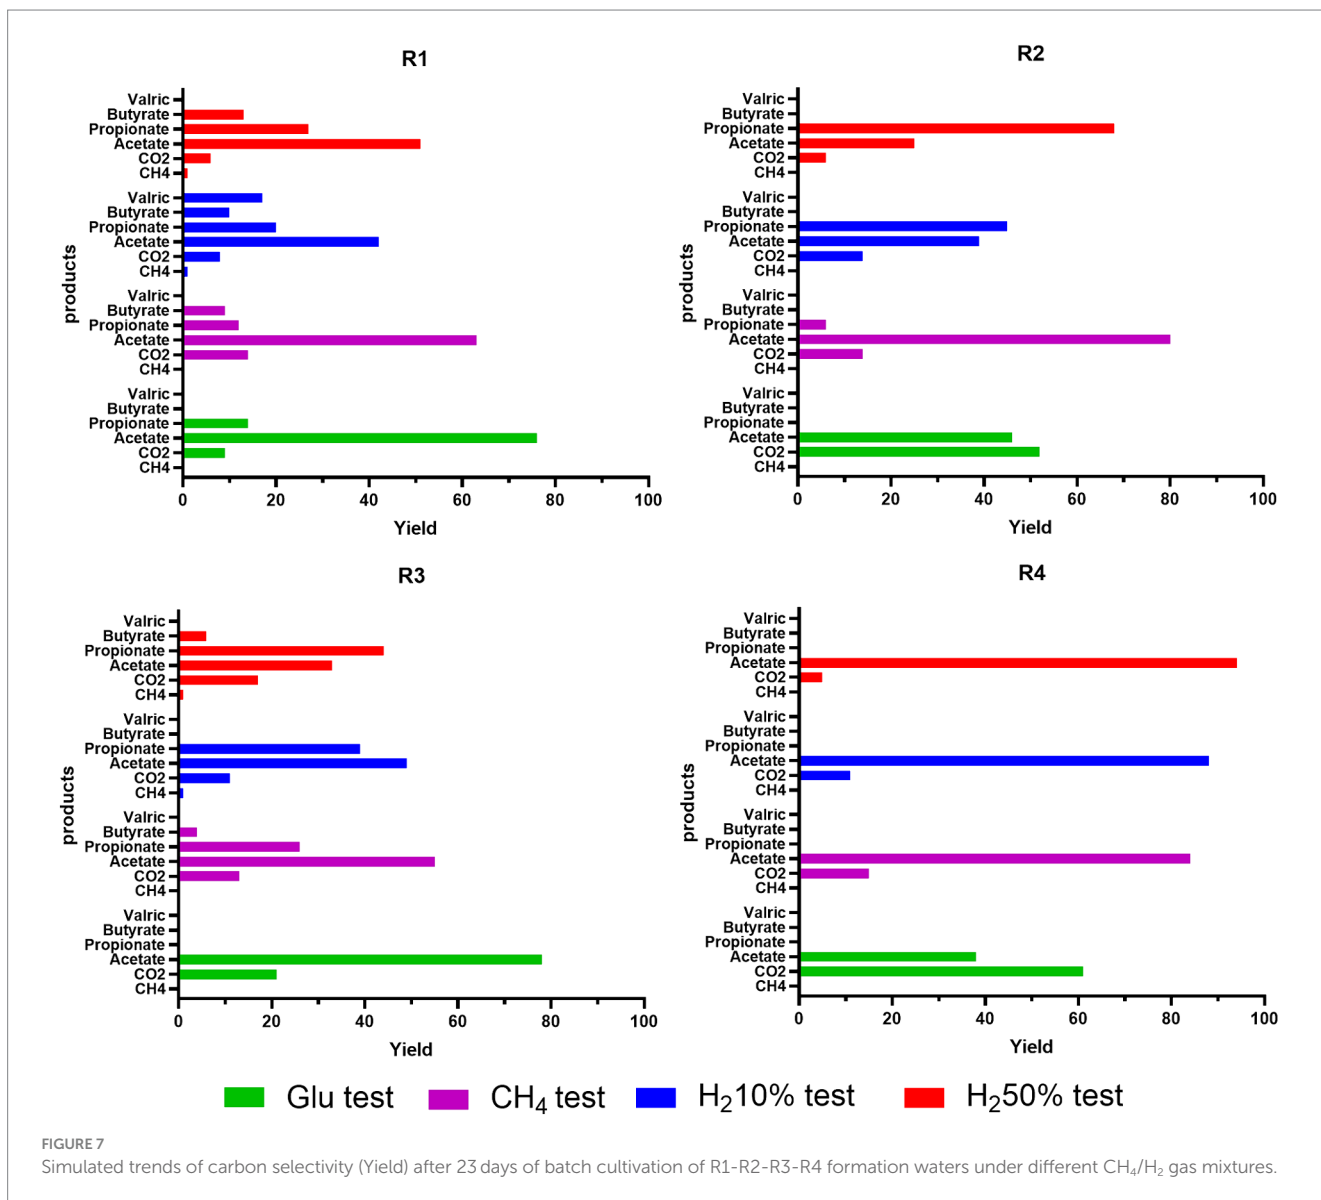 R1
Valric
Butyrate
Propionate
Acetate
CO2
CH4
Valric
Butyrate
Propionate
Acetate
CO2
CH4
Valric
Butyrate
Propionate
Acetate
CO2
CH4
Valric
Butyrate
Propionate
Acetate
CO2
CH4
products
0 20 40 60 80 100
Yield
R2
Valric
Butyrate
Propionate
Acetate
CO2
CH4
Valric
Butyrate
Propionate
Acetate
CO2
CH4
Valric
Butyrate
Propionate
Acetate
CO2
CH4
Valric
Butyrate
Propionate
Acetate
CO2
CH4
products
0 20 40 60 80 100
Yield
R3
Valric
Butyrate
Propionate
Acetate
CO2
CH4
Valric
Butyrate
Propionate
Acetate
CO2
CH4
Valric
Butyrate
Propionate
Acetate
CO2
CH4
Valric
Butyrate
Propionate
Acetate
CO2
CH4
products
0 20 40 60 80 100
Yield
R4
Valric
Butyrate
Propionate
Acetate
CO2
CH4
Valric
Butyrate
Propionate
Acetate
CO2
CH4
Valric
Butyrate
Propionate
Acetate
CO2
CH4
Valric
Butyrate
Propionate
Acetate
CO2
CH4
products
0 20 40 60 80 100
Yield
Glu test CH₄ test H₂10% test H₂50% test
FIGURE 7
Simulated trends of carbon selectivity (Yield) after 23 days of batch cultivation of R1-R2-R3-R4 formation waters under different CH₄/H₂ gas mixtures.